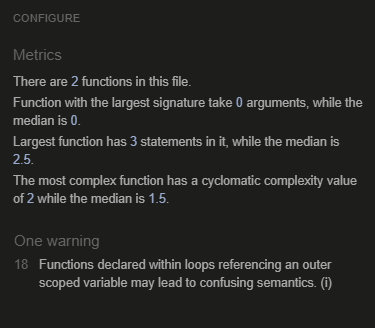 CONFIGURE
Metrics
There are 2 functions in this file.
Function with the largest signature take 0 arguments, while the
median is 0.
Largest function has 3 statements in it, while the median is
2.5.
The most complex function has a cyclomatic complexity value
of 2 while the median is 1.5.
One warning
18 Functions declared within loops referencing an outer
scoped variable may lead to confusing semantics. (i)